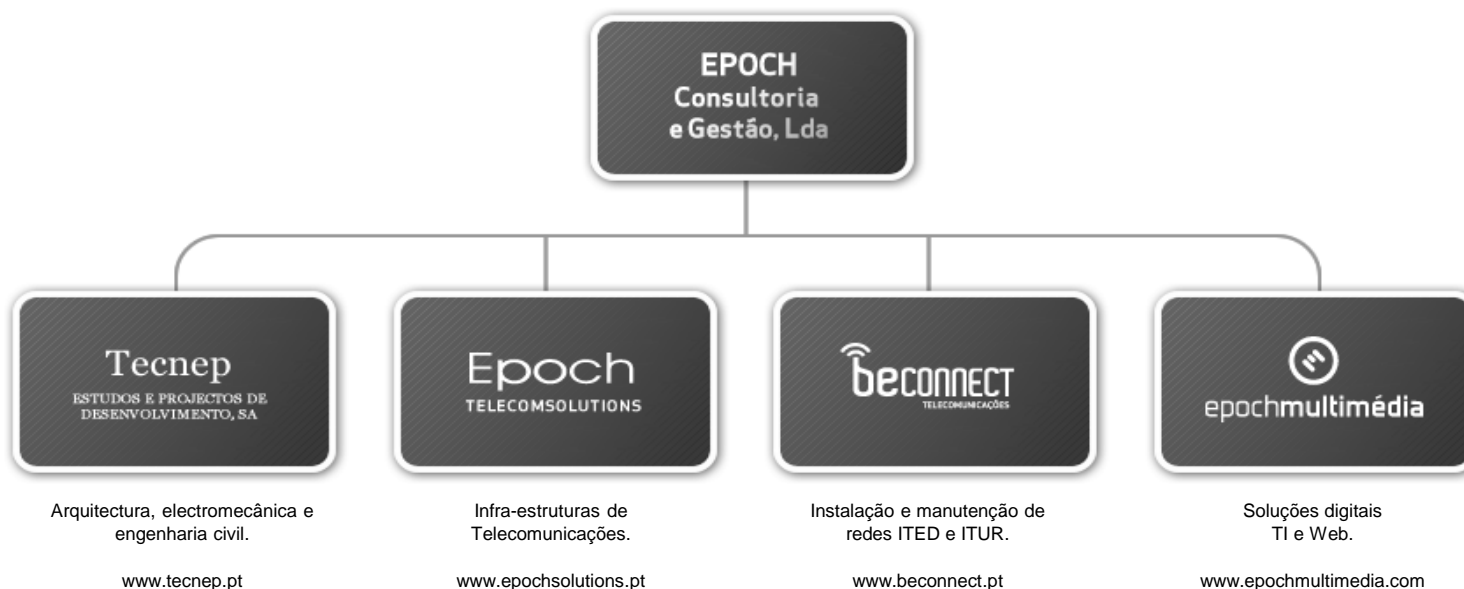 EPOCH
Consultoria
e Gestão, Lda
Tecnep
ESTUDOS E PROJECTOS DE
DESENVOLVIMENTO, SA
Epoch
TELECOMSOLUTIONS
beconnect
TELECOMUNICAÇÕES
epochmultimédia
Arquitectura, electromecânica e
engenharia civil.
www.tecnep.pt
Infra-estruturas de
Telecomunicações.
www.epochsolutions.pt
Instalação e manutenção de
redes ITED e ITUR.
www.beconnect.pt
Soluções digitais
TI e Web.
www.epochmultimedia.com